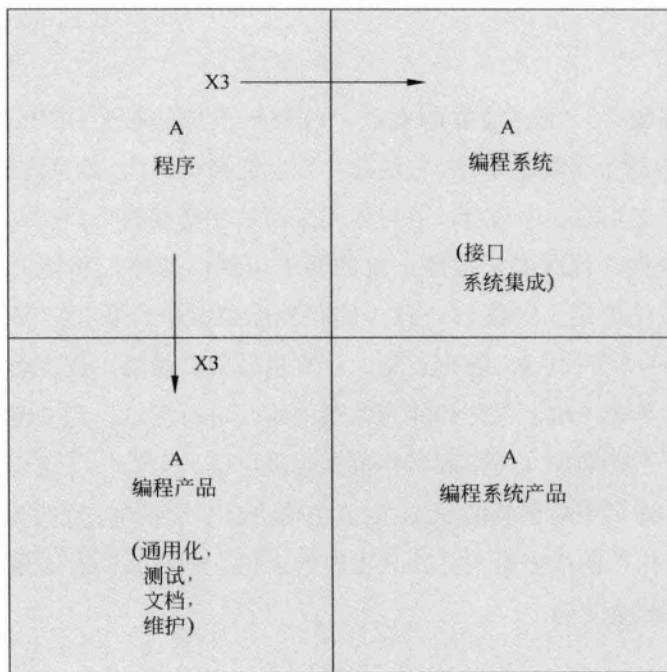 X3
A
程序
A
编程系统
(接口
系统集成)
X3
A
编程产品
(通用化，
测试，
文档，
维护)
A
编程系统产品